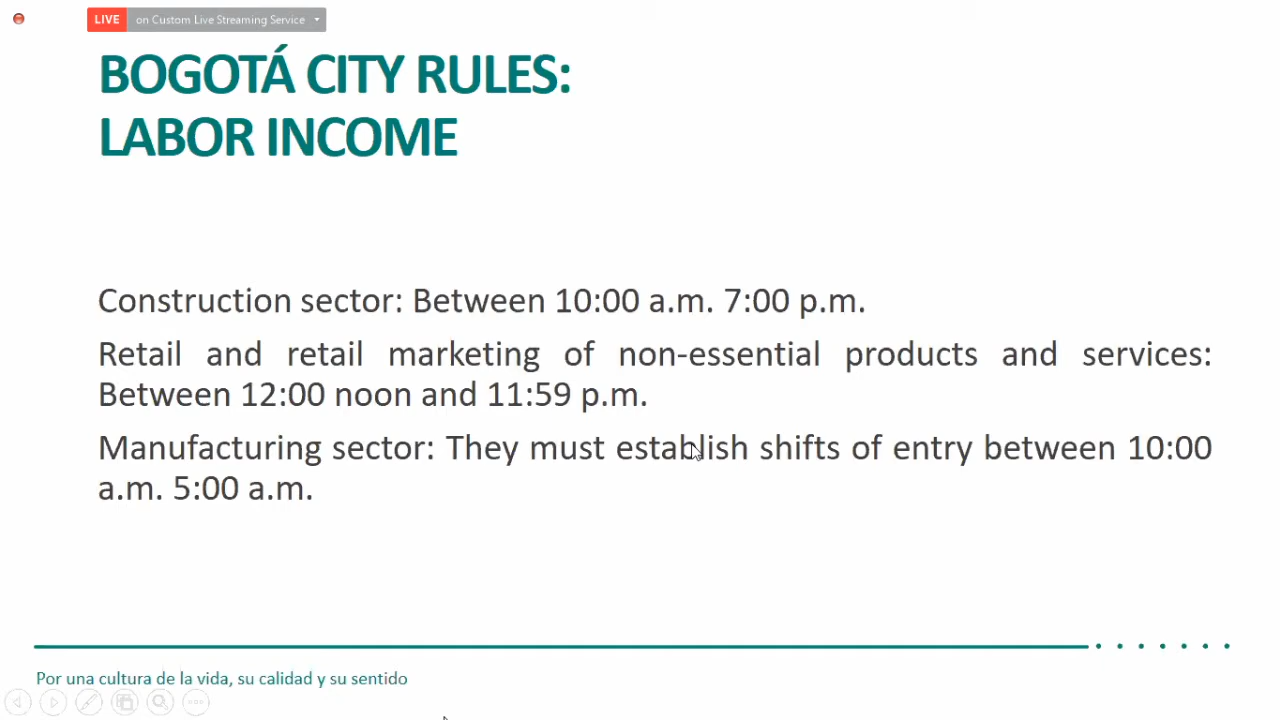 LIVE on Custom Live Streaming Service
BOGOTÁ CITY RULES:
LABOR INCOME
Construction sector: Between 10:00 a.m. 7:00 p.m.
Retail and retail marketing of non-essential products and services:
Between 12:00 noon and 11:59 p.m.
Manufacturing sector: They must establish shifts of entry between 10:00
a.m. 5:00 a.m.
Por una cultura de la vida, su calidad y su sentido